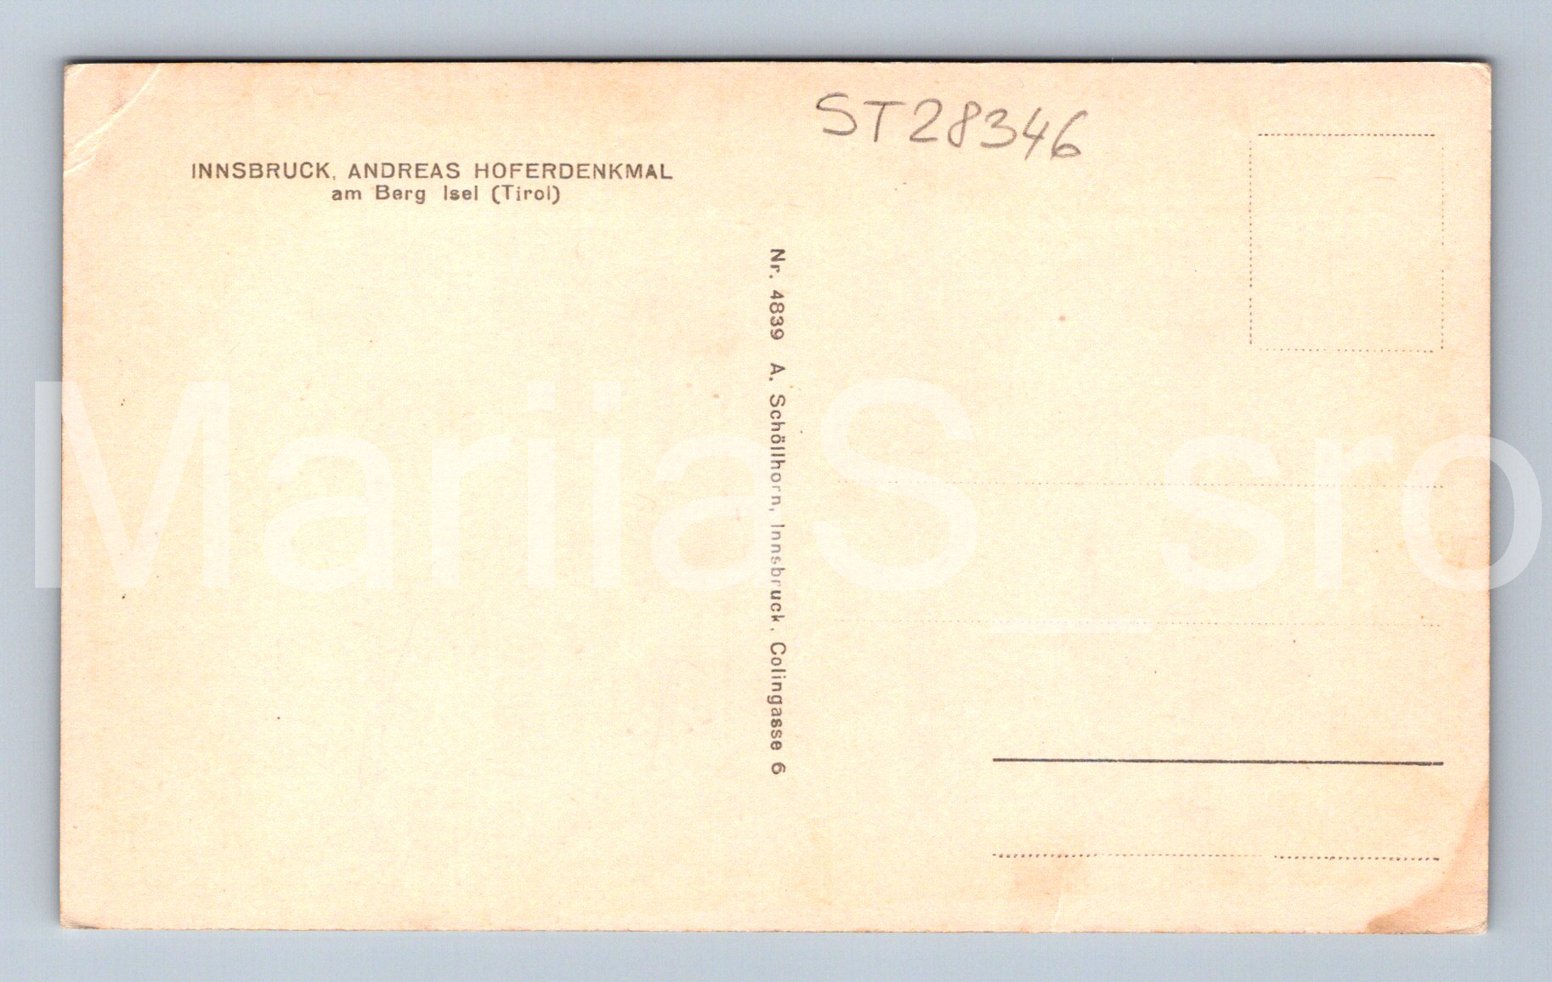 ST28346
INNSBRUCK, ANDREAS HOFERDENKMAL
am Berg Isel (Tirol)
Nr. 4839 A. Schöllhorn, Innsbruck, Colingasse 6
MariiaS_sro